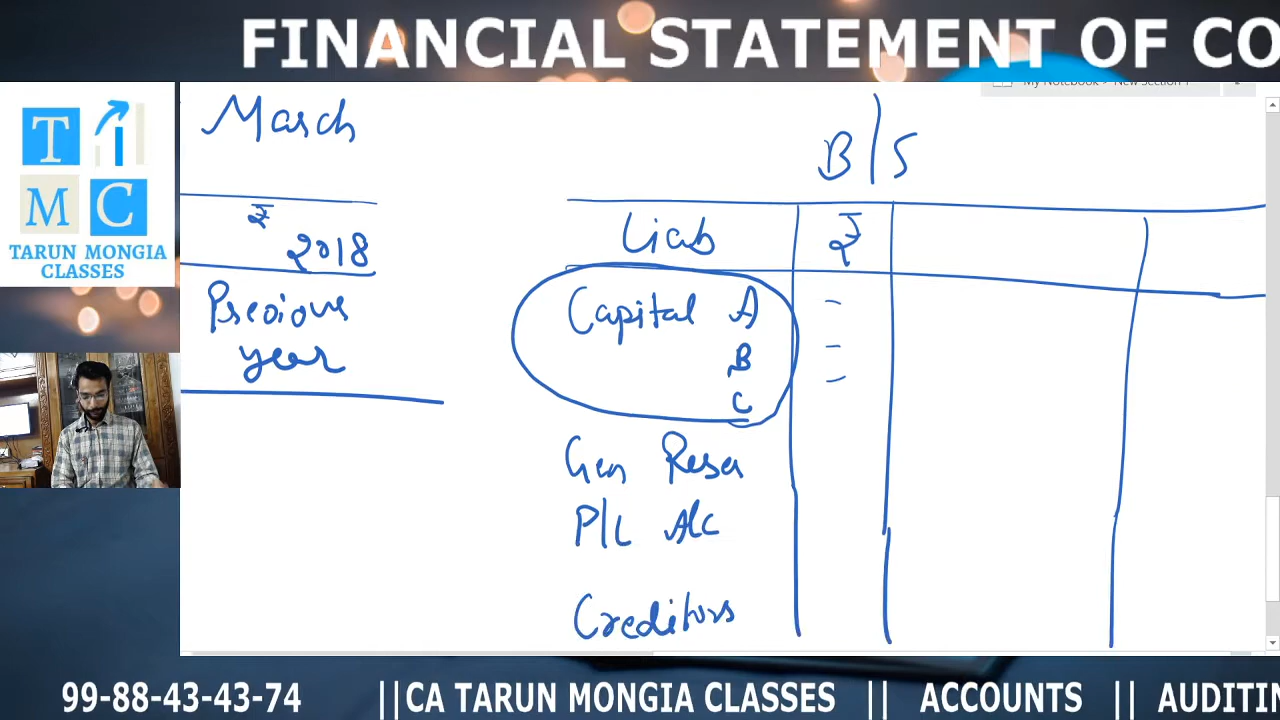 FINANCIAL STATEMENT OF CO
T
M C
TARUN MONGIA
CLASSES
March
₹
2018
Previous
year
B/S
Liab ₹
Capital A -
B -
C -
Gen Reser
P/L A/c
Creditors
99-88-43-43-74 ||CA TARUN MONGIA CLASSES || ACCOUNTS || AUDITIN